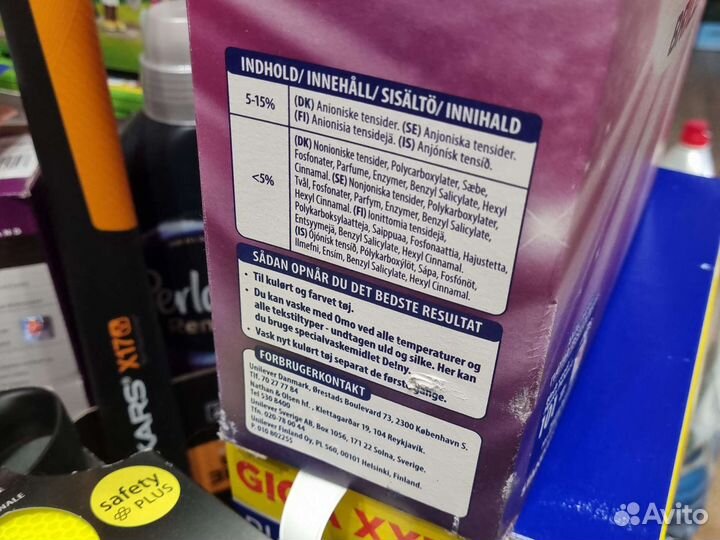 INDHOLD/ INNEHÅLL/ SISÄLTÖ/ INNIHALD
5-15%
(DK) Anioniske tensider. (SE) Anjoniska tensider.
(FI) Anionisia tensidejä. (IS) Anjónísk tensíð.
<5%
(DK) Nonioniske tensider, Polycarboxylater, Sæbe,
Fosfonater, Parfume, Enzymer, Benzyl Salicylate, Hexyl
Cinnamal. (SE) Nonjoniska tensider, Polykarboxylater,
Tvål, Fosfonater, Parfym, Enzymer, Benzyl Salicylate,
Hexyl Cinnamal. (FI) Ionittomia tensidejä,
Polykarboksylaatteja, Saippuaa, Fosfonaattia, Hajustetta,
Entsyymejä, Benzyl Salicylate, Hexyl Cinnamal.
(IS) Ójónísk tensíð, Pólýkarboxýlöt, Sápa, Fosfónöt,
Ilmefni, Ensím, Benzyl Salicylate, Hexyl Cinnamal.
SÅDAN OPNÅR DU DET BEDSTE RESULTAT
• Til kulørt og farvet tøj.
• Du kan vaske med Omo ved alle temperaturer og
alle tekstiltyper - undtagen uld og silke. Her kan
du bruge specialvaskemidlet Delny.
• Vask nyt kulørt tøj separat de første gange.
FORBRUGERKONTAKT
Unilever Danmark, Ørestads Boulevard 73, 2300 København S.
Tlf. 70 27 77 84
Nathan & Olsen hf., Klettagarðar 19, 104 Reykjavík.
Tel 530 8400
Unilever Sverige AB, Box 1056, 171 22 Solna, Sverige.
Tfn. 020-78 00 44
Unilever Finland Oy, PL 560, 00101 Helsinki, Finland.
P. 010 802255
Perlo
Ren
KARS X17
safety
PLUS
GIGA XX
Avito